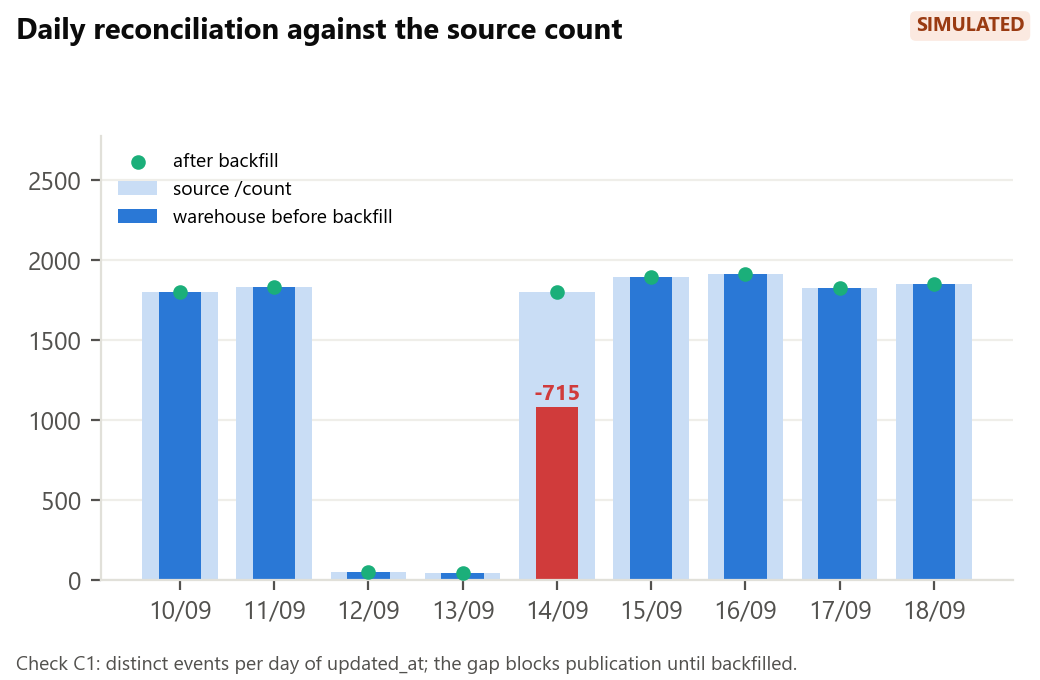 Daily reconciliation against the source count
SIMULATED
after backfill
source /count
warehouse before backfill
2500
2000
1500
1000
500
0
-715
10/09
11/09
12/09
13/09
14/09
15/09
16/09
17/09
18/09
Check C1: distinct events per day of updated_at; the gap blocks publication until backfilled.